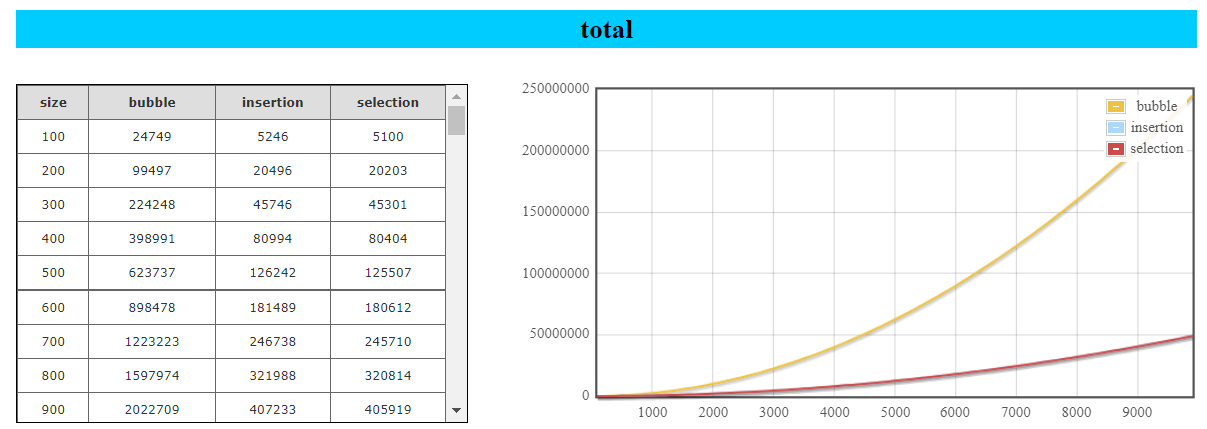 total
size bubble insertion selection
100 24749 5246 5100
200 99497 20496 20203
300 224248 45746 45301
400 398991 80994 80404
500 623737 126242 125507
600 898478 181489 180612
700 1223223 246738 245710
800 1597974 321988 320814
900 2022709 407233 405919
250000000
200000000
150000000
100000000
50000000
0
1000 2000 3000 4000 5000 6000 7000 8000 9000
bubble
insertion
selection